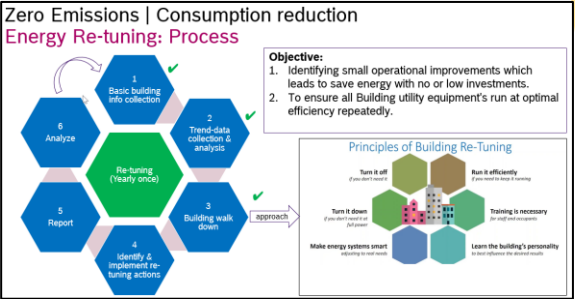 Zero Emissions | Consumption reduction
Energy Re-tuning: Process
1
Basic building
info collection
2
Trend-data
collection &
analysis
3
Building walk
down
4
Identify &
implement re-
tuning actions
5
Report
6
Analyze
Re-tuning
(Yearly once)
approach
Objective:
1. Identifying small operational improvements which
leads to save energy with no or low investments.
2. To ensure all Building utility equipment's run at optimal
efficiency repeatedly.
Principles of Building Re-Tuning
Turn it off
if you don't need it
Run it efficiently
if you need to keep it running
Turn it down
if you don't need it at
full power
Training is necessary
for staff and occupants
Make energy systems smart
adjusting to real needs
Learn the building's personality
to best influence the desired results